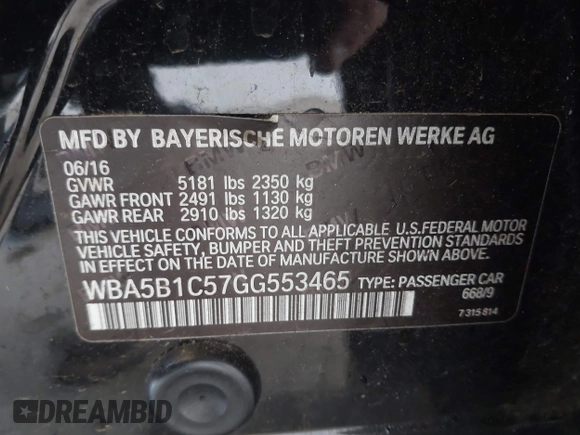 MFD BY BAYERISCHE MOTOREN WERKE AG
06/16
GVWR 5181 lbs 2350 kg
GAWR FRONT 2491 lbs 1130 kg
GAWR REAR 2910 lbs 1320 kg
THIS VEHICLE CONFORMS TO ALL APPLICABLE U.S.FEDERAL MOTOR
VEHICLE SAFETY, BUMPER AND THEFT PREVENTION STANDARDS
IN EFFECT ON THE DATE OF MANUFACTURE SHOWN ABOVE.
WBA5B1C57GG553465 TYPE: PASSENGER CAR
668/9
7315814
DREAMBID